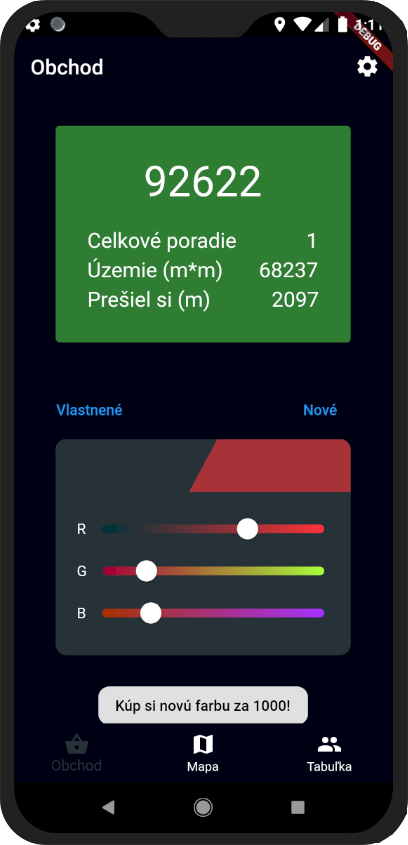 1:11
DEBUG
Obchod
92622
Celkové poradie 1
Územie (m*m) 68237
Prešiel si (m) 2097
Vlastnené Nové
R
G
B
Kúp si novú farbu za 1000!
Obchod Mapa Tabuľka